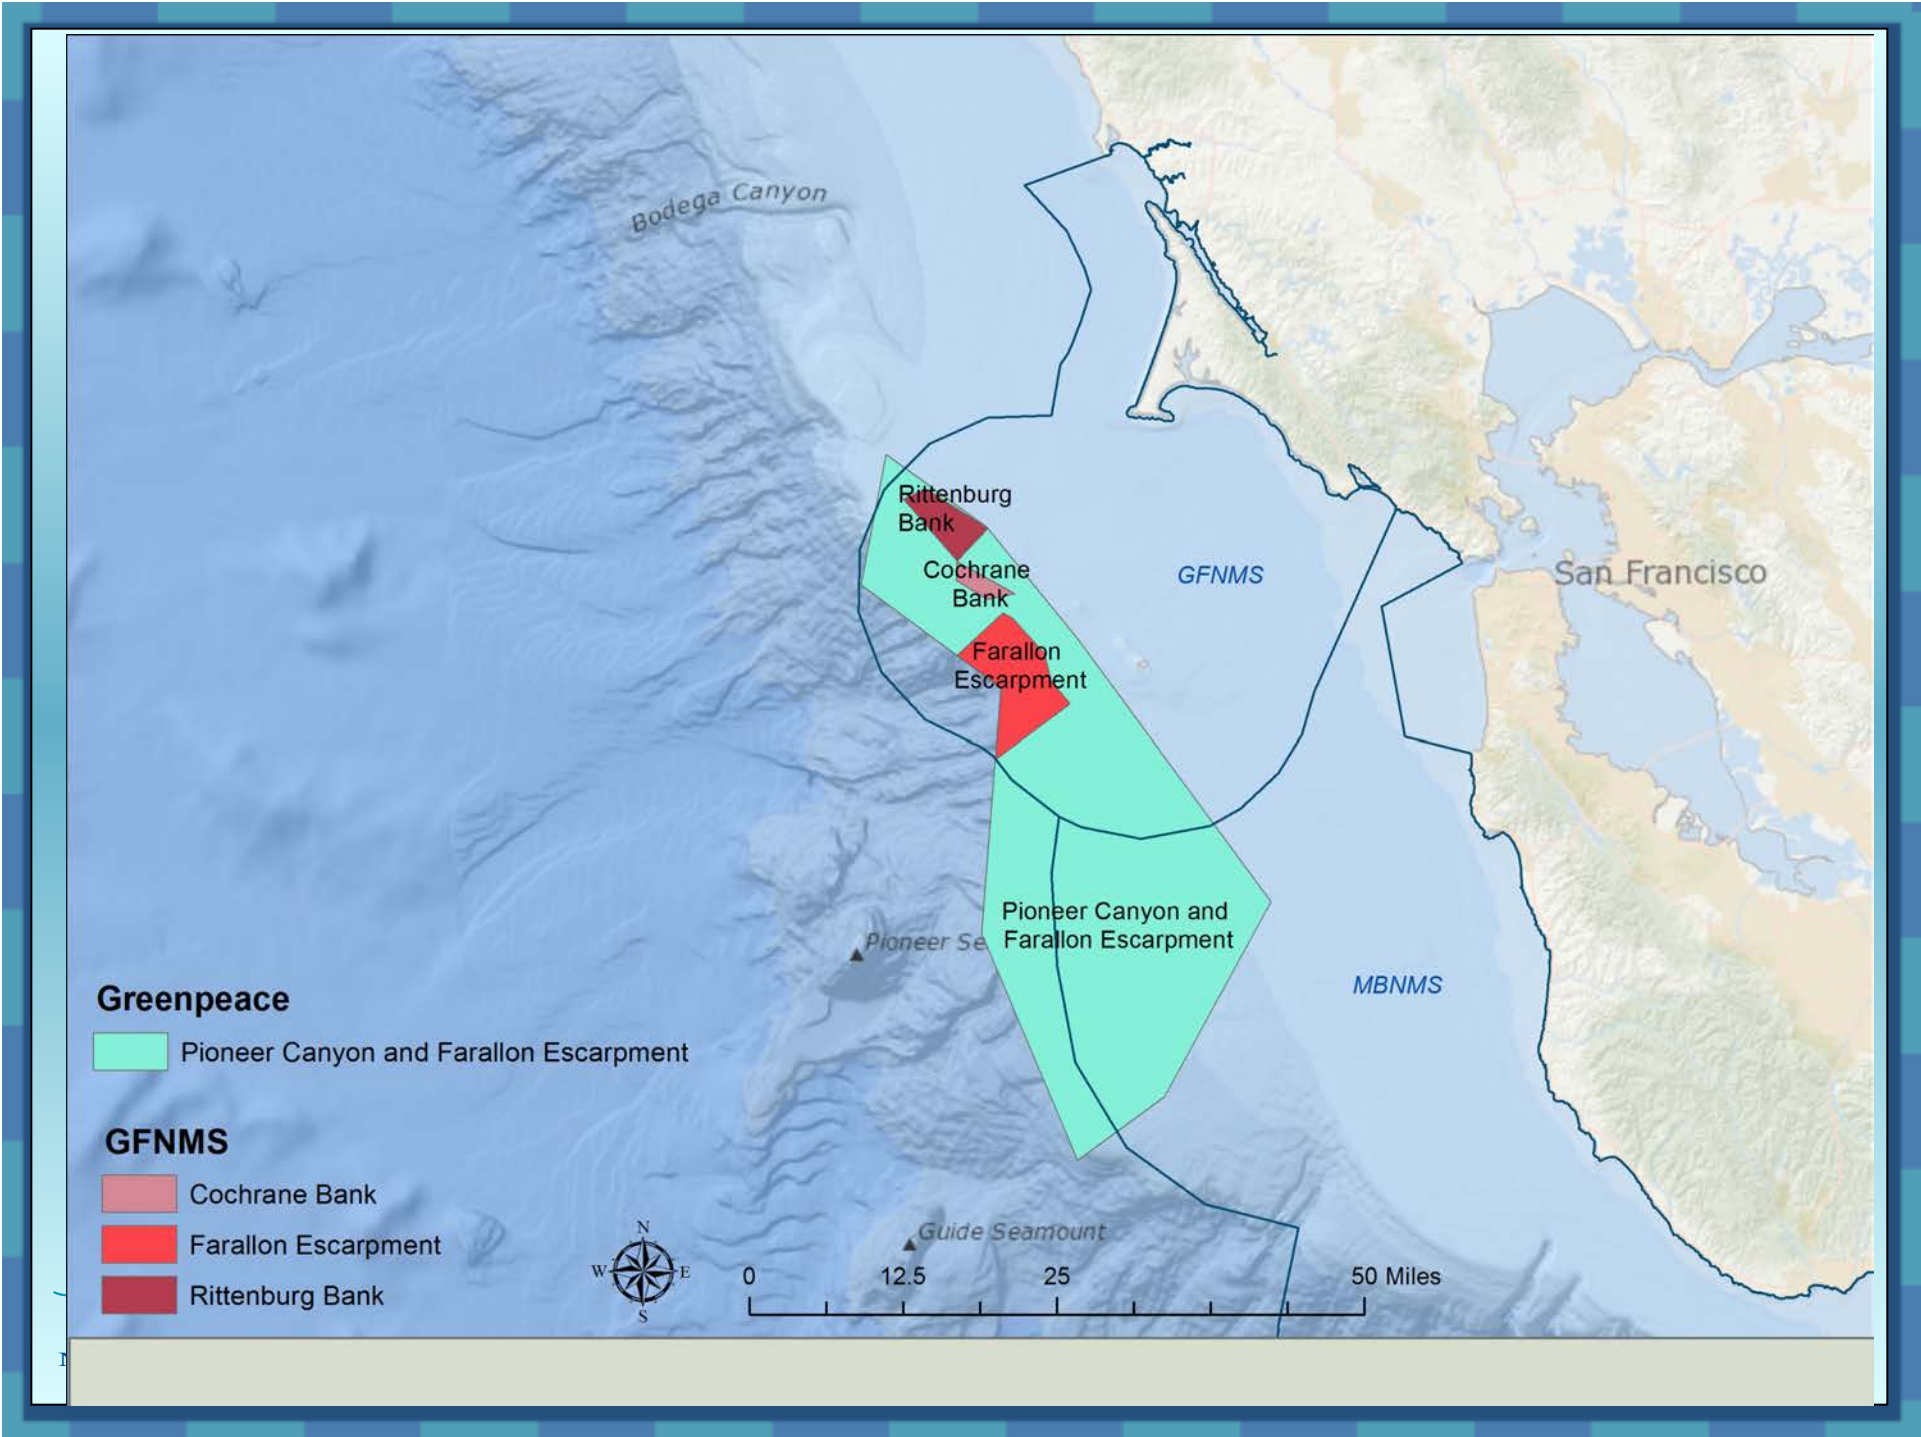 Bodega Canyon
Rittenburg
Bank
Cochrane
Bank
GFNMS
San Francisco
Farallon
Escarpment
Pioneer Canyon and
Farallon Escarpment
Pioneer Se
MBNMS
Greenpeace
Pioneer Canyon and Farallon Escarpment
GFNMS
Cochrane Bank
Farallon Escarpment
Rittenburg Bank
N
W E
S
Guide Seamount
0 12.5 25 50 Miles